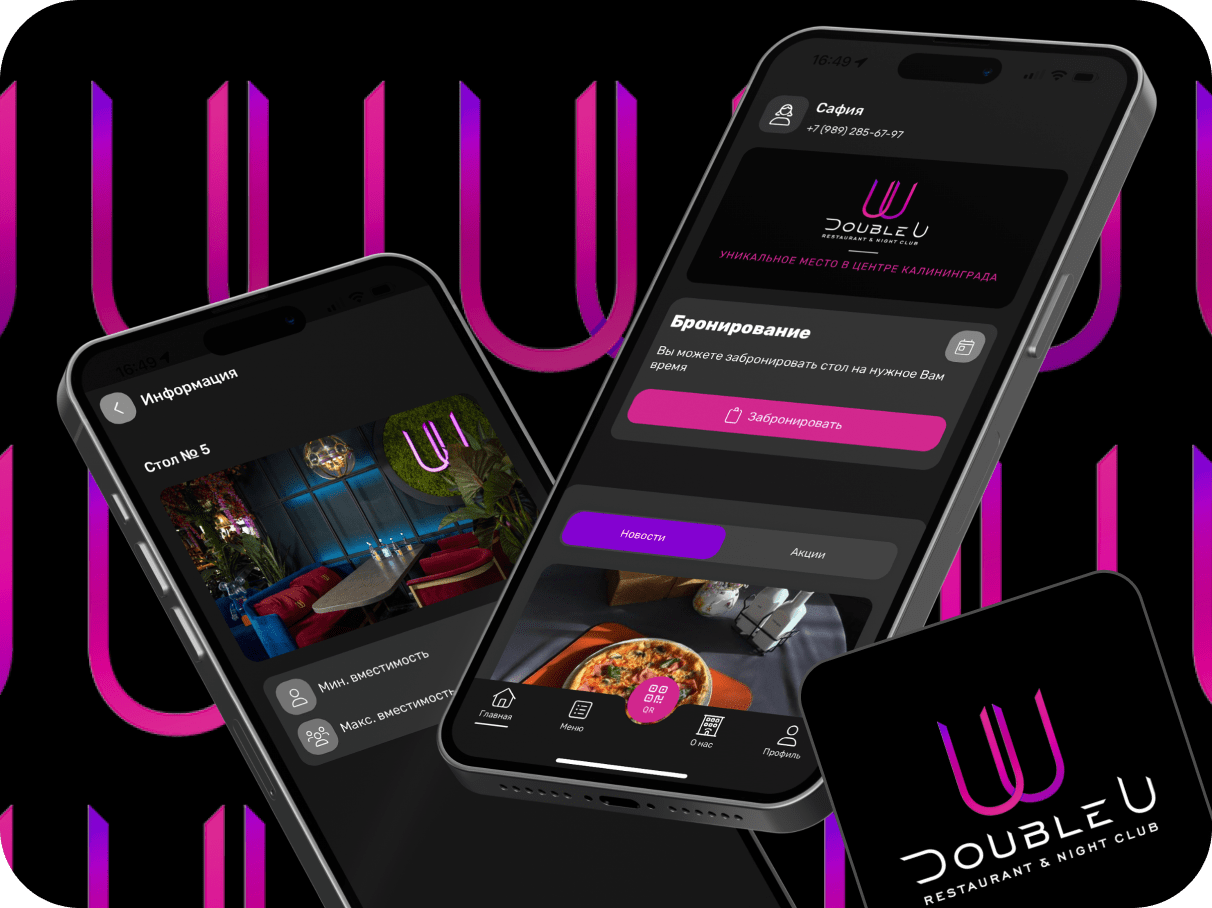 16:49
Информация
Стол № 5
Мин. вместимость
Макс. вместимость
16:49
Сафия
+7 (989) 285-67-97
DOUBLE U
RESTAURANT & NIGHT CLUB
УНИКАЛЬНОЕ МЕСТО В ЦЕНТРЕ КАЛИНИНГРАДА
Бронирование
Вы можете забронировать стол на нужное Вам
время
Забронировать
Новости
Акции
Главная
Меню
QR
О нас
Профиль
DOUBLE U
RESTAURANT & NIGHT CLUB